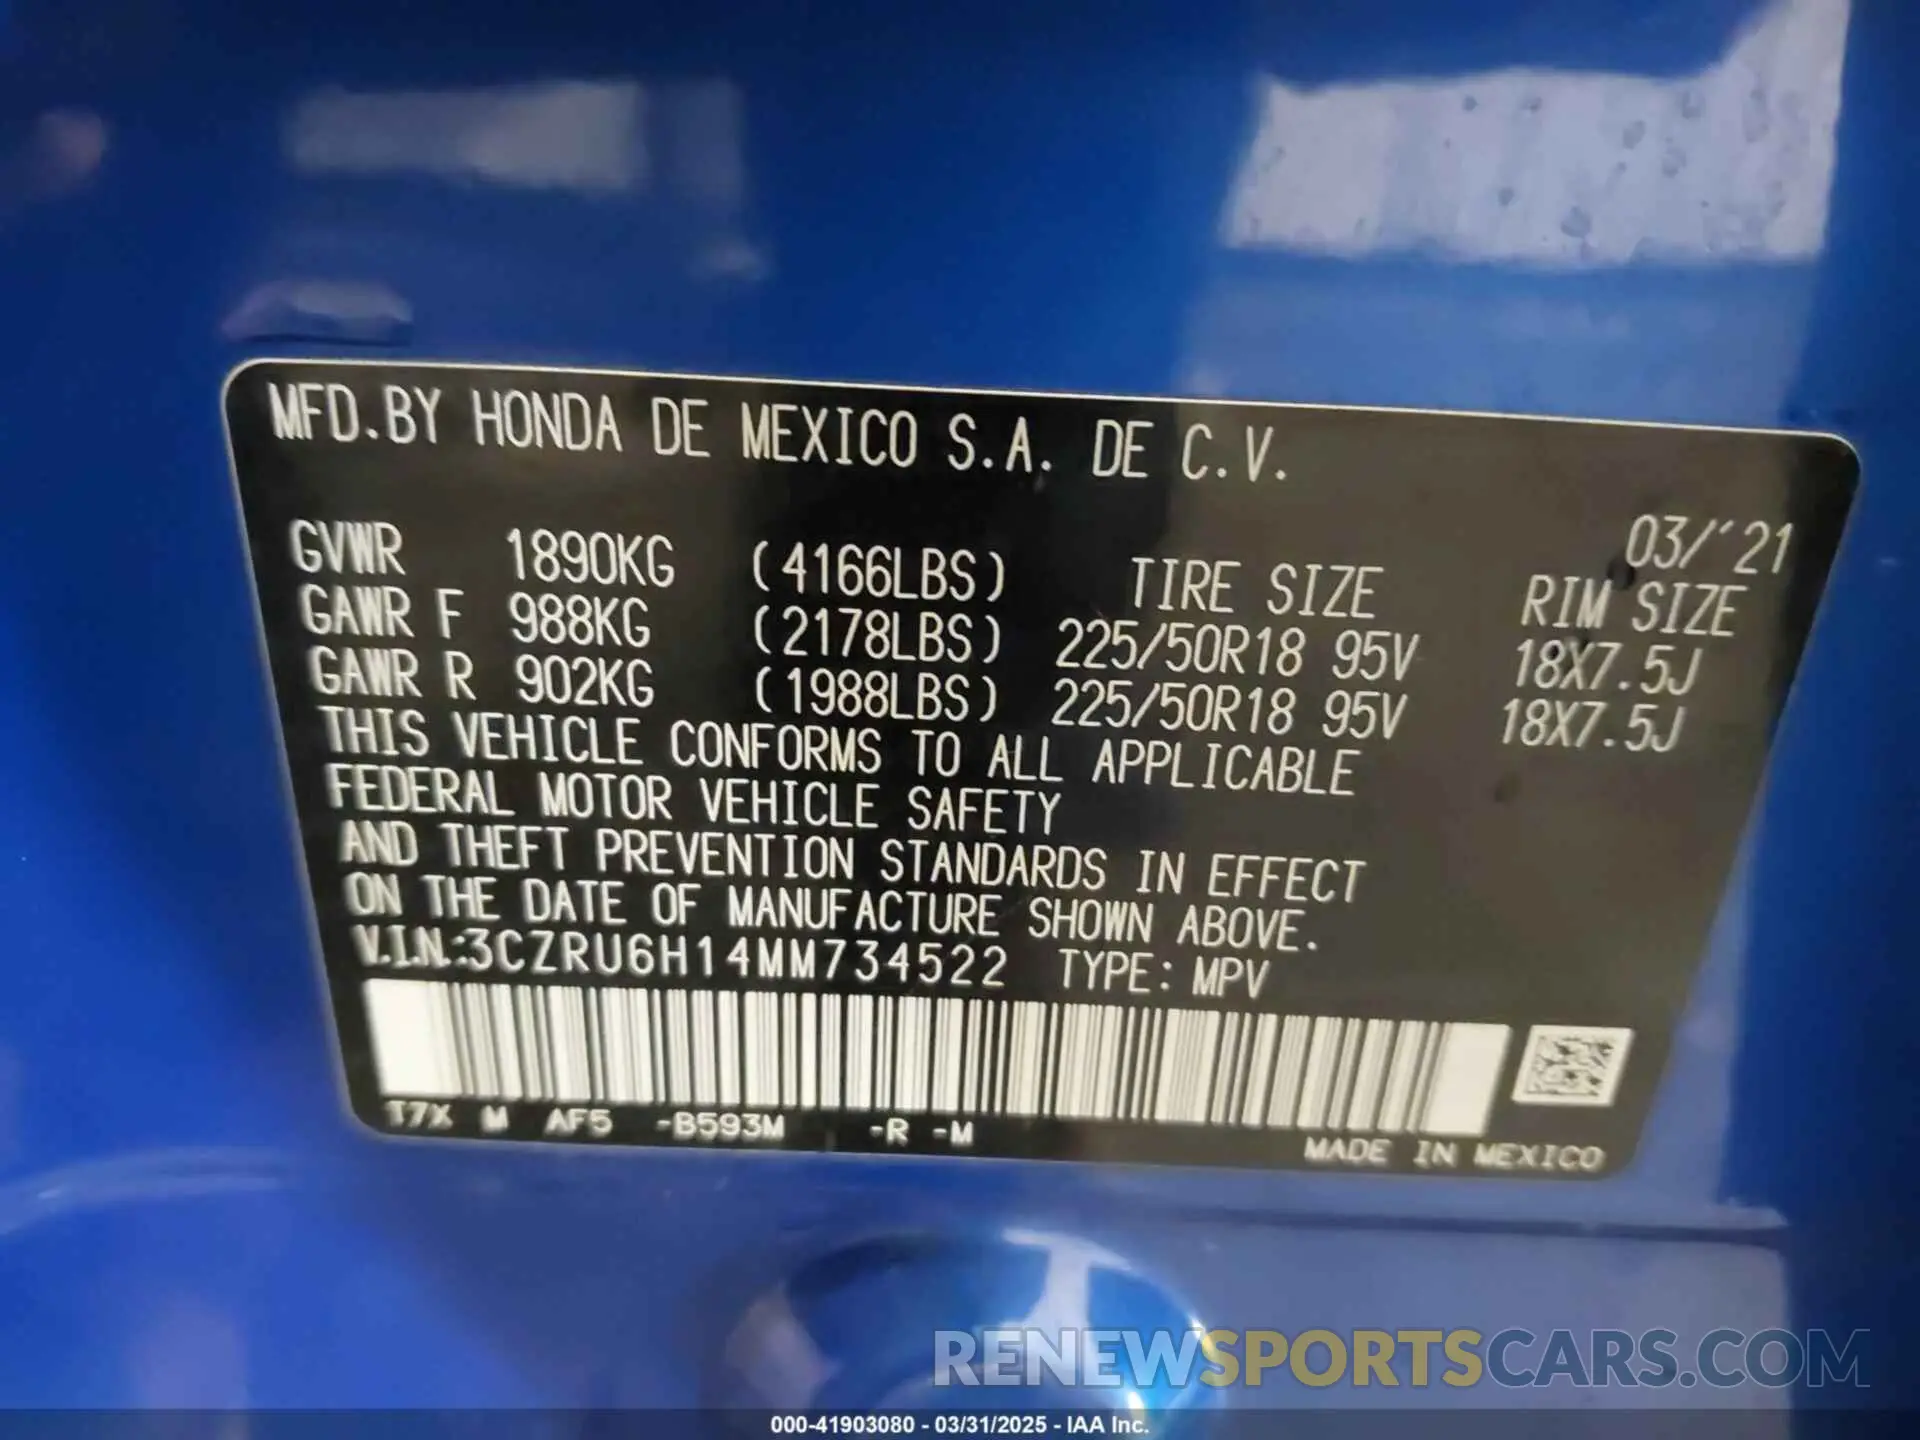 MFD.BY HONDA DE MEXICO S.A. DE C.V.
03/'21
GVWR 1890KG (4166LBS) TIRE SIZE RIM SIZE
GAWR F 988KG (2178LBS) 225/50R18 95V 18X7.5J
GAWR R 902KG (1988LBS) 225/50R18 95V 18X7.5J
THIS VEHICLE CONFORMS TO ALL APPLICABLE
FEDERAL MOTOR VEHICLE SAFETY
AND THEFT PREVENTION STANDARDS IN EFFECT
ON THE DATE OF MANUFACTURE SHOWN ABOVE.
V.I.N.:3CZRU6H14MM734522 TYPE: MPV
T7X M AF5 -B593M -R -M
MADE IN MEXICO
RENEWSPORTSCARS.COM
000-41903080 - 03/31/2025 - IAA Inc.